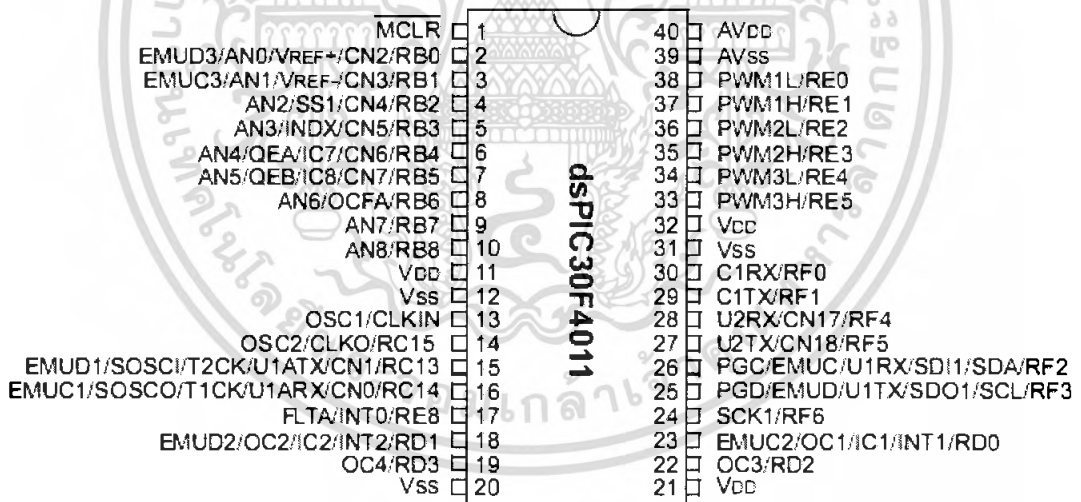 MCLR 1
EMUD3/AN0/VREF+/CN2/RB0 2
EMUC3/AN1/VREF-/CN3/RB1 3
AN2/SS1/CN4/RB2 4
AN3/INDX/CN5/RB3 5
AN4/QEA/IC7/CN6/RB4 6
AN5/QEB/IC8/CN7/RB5 7
AN6/OCFA/RB6 8
AN7/RB7 9
AN8/RB8 10
VDD 11
VSS 12
OSC1/CLKIN 13
OSC2/CLKO/RC15 14
EMUD1/SOSCI/T2CK/U1ATX/CN1/RC13 15
EMUC1/SOSCO/T1CK/U1ARX/CN0/RC14 16
FLTA/INT0/RE8 17
EMUD2/OC2/IC2/INT2/RD1 18
OC4/RD3 19
VSS 20
dsPIC30F4011
40 AVDD
39 AVSS
38 PWM1L/RE0
37 PWM1H/RE1
36 PWM2L/RE2
35 PWM2H/RE3
34 PWM3L/RE4
33 PWM3H/RE5
32 VDD
31 VSS
30 C1RX/RF0
29 C1TX/RF1
28 U2RX/CN17/RF4
27 U2TX/CN18/RF5
26 PGC/EMUC/U1RX/SDI1/SDA/RF2
25 PGD/EMUD/U1TX/SDO1/SCL/RF3
24 SCK1/RF6
23 EMUC2/OC1/IC1/INT1/RD0
22 OC3/RD2
21 VDD